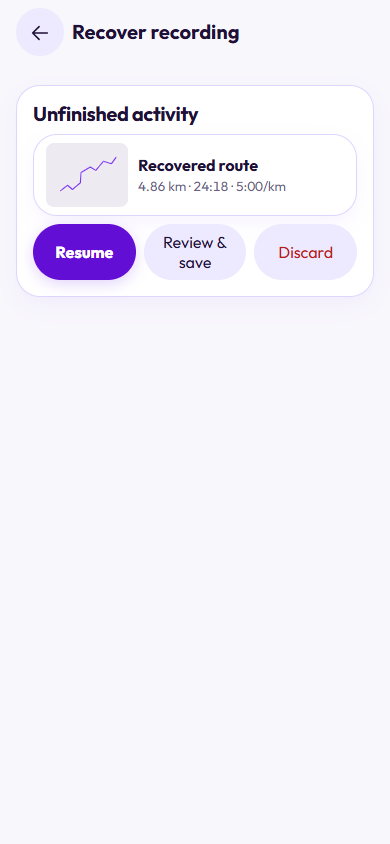 Recover recording
Unfinished activity
Recovered route
4.86 km · 24:18 · 5:00/km
Resume
Review &
save
Discard